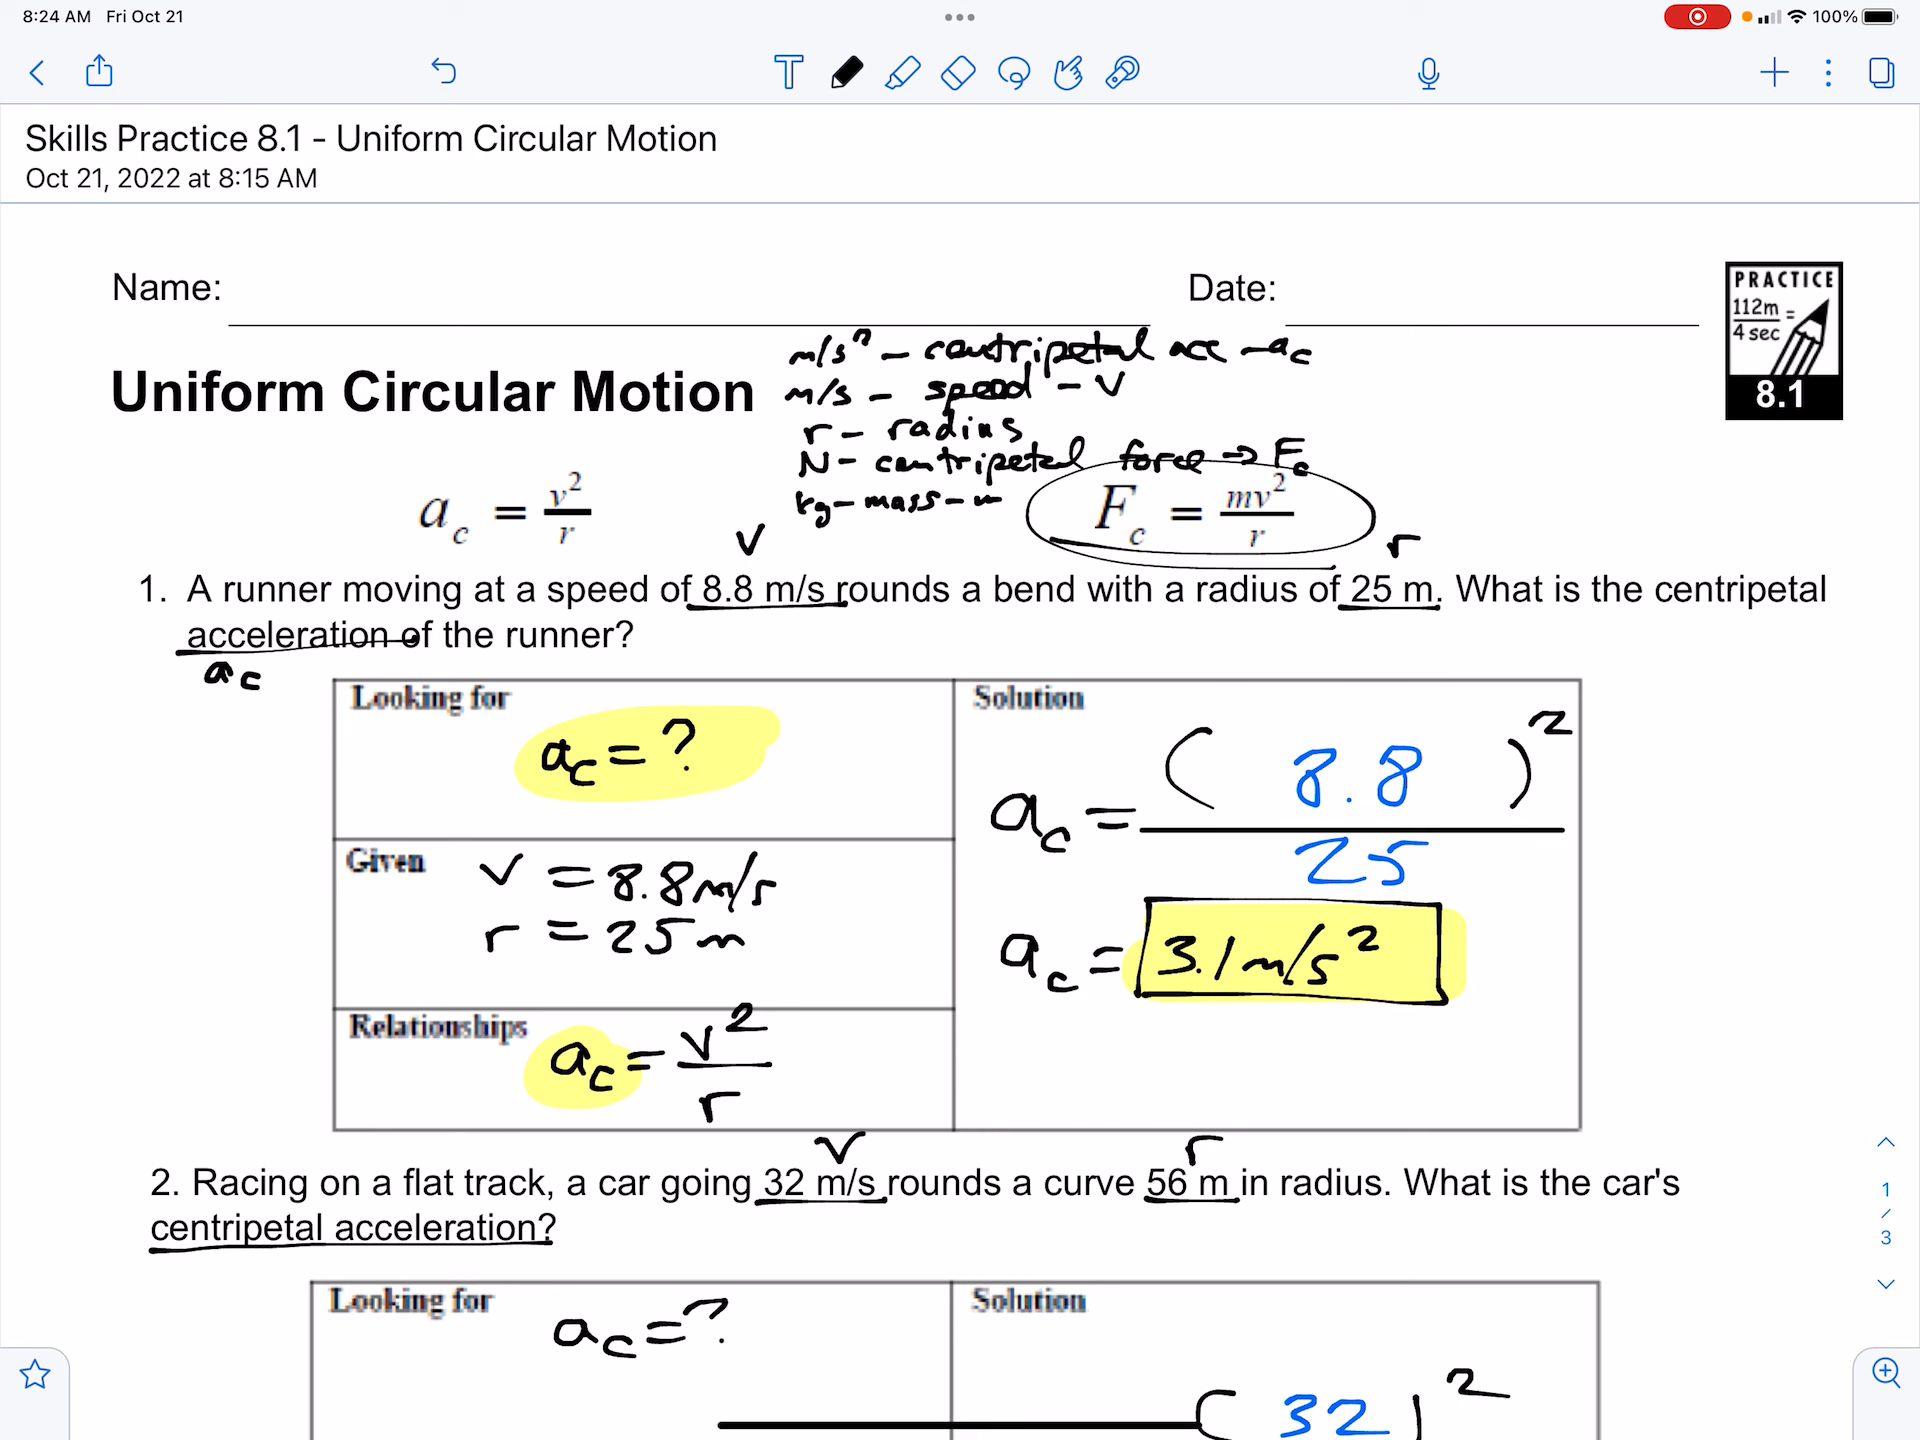 8:24 AM Fri Oct 21
100%
Skills Practice 8.1 - Uniform Circular Motion
Oct 21, 2022 at 8:15 AM
Name: Date:
PRACTICE
112m
4 sec =
8.1
m/s² – centripetal acc – ac
Uniform Circular Motion
m/s – speed – v
r – radius
N – centripetal force → Fc
kg – mass – m
a_c = v²/r
F_c = mv²/r
v
r
1. A runner moving at a speed of 8.8 m/s rounds a bend with a radius of 25 m. What is the centripetal
acceleration of the runner?
ac
Looking for
ac = ?
Solution
ac = (8.8)²/25
ac = 3.1 m/s²
Given
v = 8.8 m/s
r = 25 m
Relationships
ac = v²/r
v
r
2. Racing on a flat track, a car going 32 m/s rounds a curve 56 m in radius. What is the car's
centripetal acceleration?
1
/
3
Looking for
ac = ?
Solution
(32)²